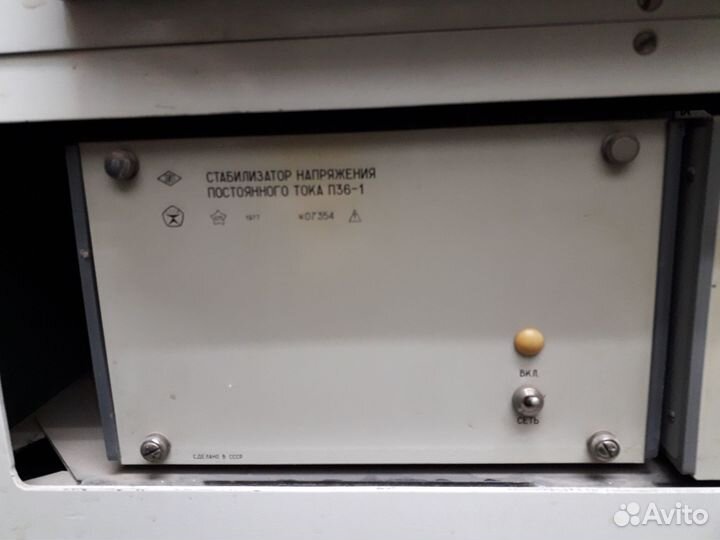 СТАБИЛИЗАТОР НАПРЯЖЕНИЯ
ПОСТОЯННОГО ТОКА П36-1
1977 №07354
ВКЛ.
СЕТЬ
СДЕЛАНО В СССР
Avito